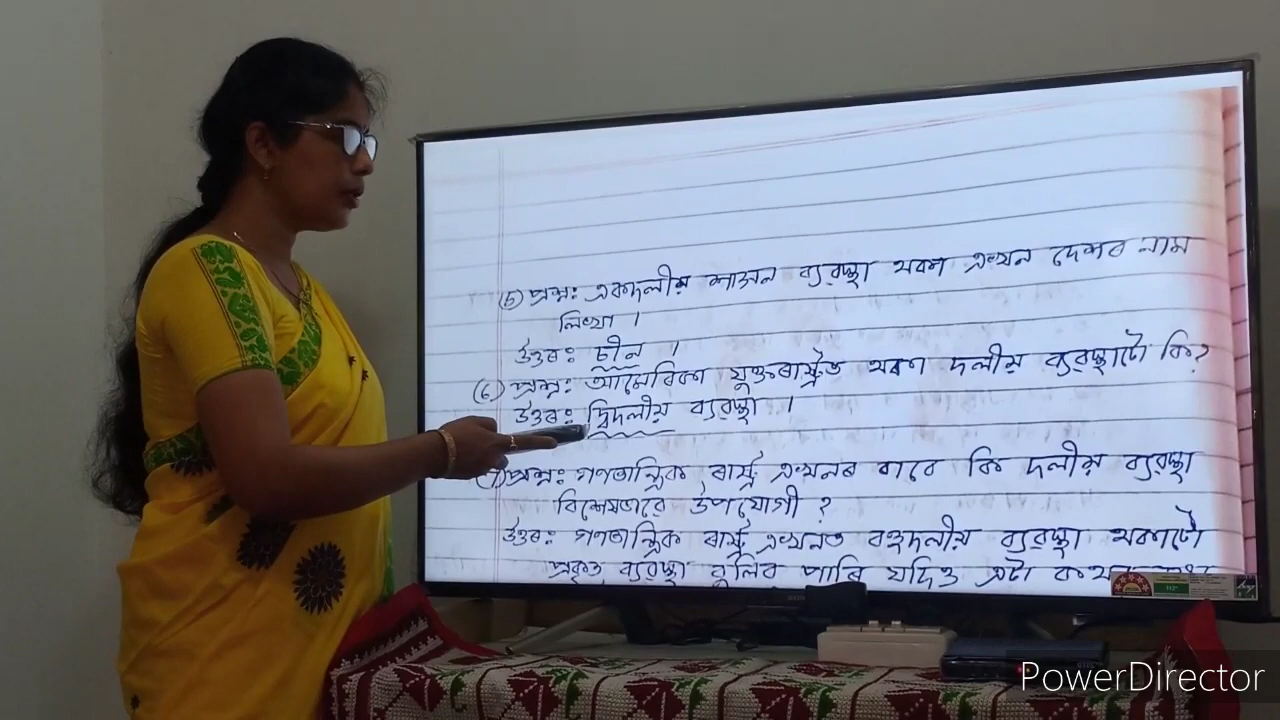 (5) প্ৰশ্নঃ একদলীয় শাসন ব্যৱস্থা থকা এখন দেশৰ নাম
লিখা ।
উত্তৰঃ চীন ।
(৬) প্ৰশ্নঃ আমেৰিকা যুক্তৰাষ্ট্ৰত থকা দলীয় ব্যৱস্থাটো কি?
উত্তৰঃ দ্বিদলীয় ব্যৱস্থা ।
প্ৰশ্নঃ গণতান্ত্ৰিক ৰাষ্ট্ৰ এখনৰ বাবে কি দলীয় ব্যৱস্থা
বিশেষভাৱে উপযোগী ?
উত্তৰঃ গণতান্ত্ৰিক ৰাষ্ট্ৰ এখনত বহুদলীয় ব্যৱস্থা থকাটো
প্ৰকৃত ব্যৱস্থা বুলিব পাৰি যদিও এটা
PowerDirector